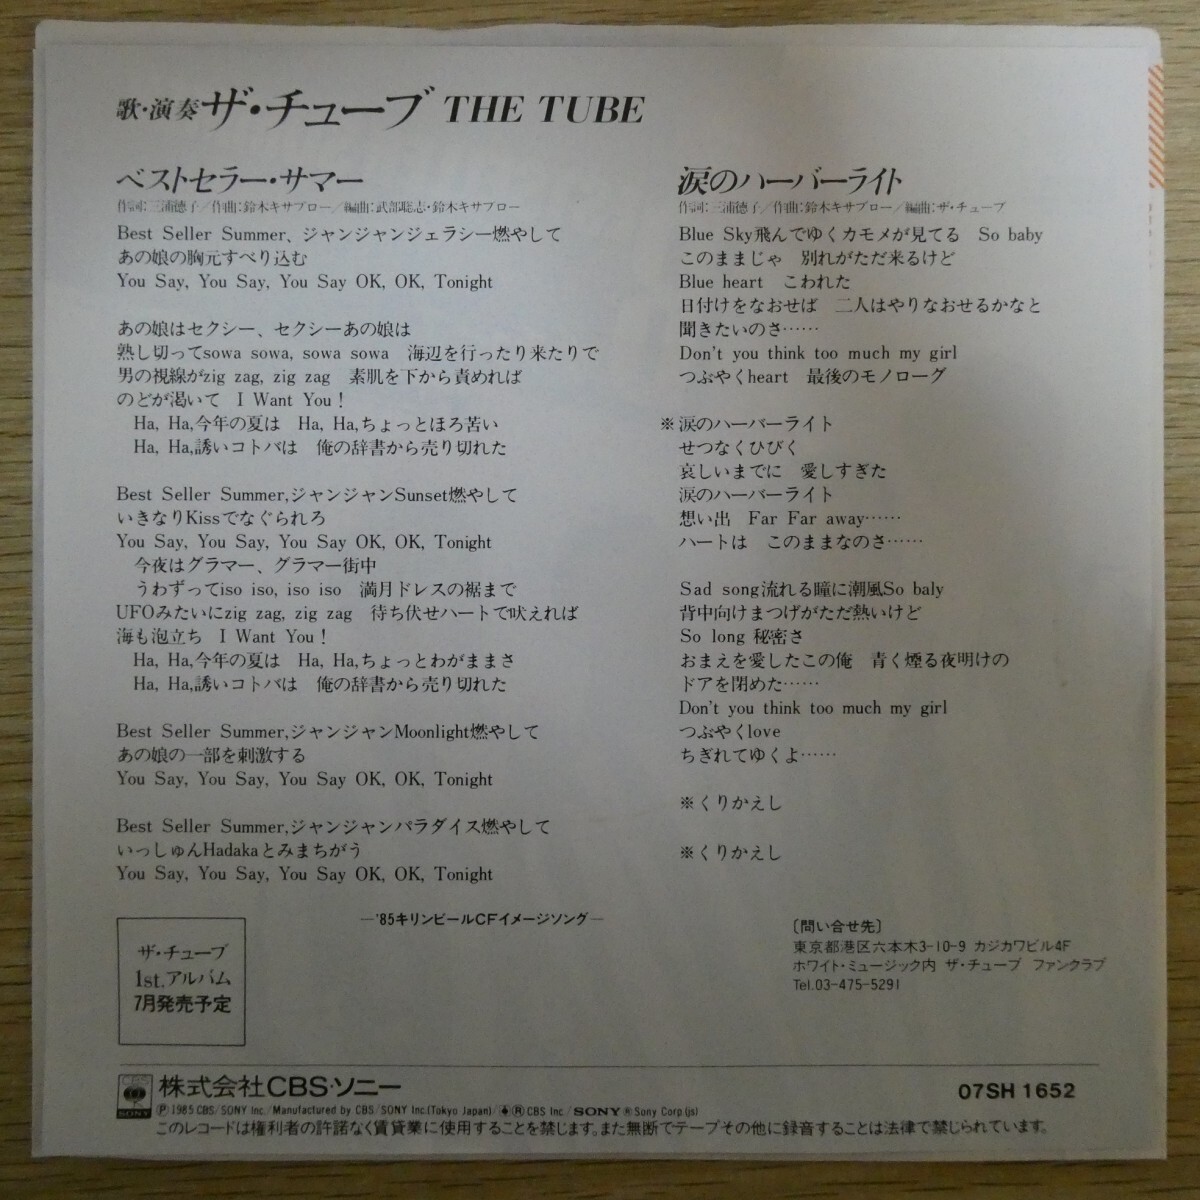 歌・演奏 ザ・チューブ THE TUBE
ベストセラー・サマー
作詞:三浦徳子/作曲:鈴木キサブロー/編曲:武部聡志・鈴木キサブロー
Best Seller Summer、ジャンジャンジェラシー燃やして
あの娘の胸元すべり込む
You Say, You Say, You Say OK, OK, Tonight
あの娘はセクシー、セクシーあの娘は
熟し切ってsowa sowa, sowa sowa 海辺を行ったり来たりで
男の視線がzig zag, zig zag 素肌を下から責めれば
のどが渇いて I Want You!
Ha, Ha,今年の夏は Ha, Ha,ちょっとほろ苦い
Ha, Ha,誘いコトバは 俺の辞書から売り切れた
Best Seller Summer,ジャンジャンSunset燃やして
いきなりKissでなぐられろ
You Say, You Say, You Say OK, OK, Tonight
今夜はグラマー、グラマー街中
うわずってiso iso, iso iso 満月ドレスの裾まで
UFOみたいにzig zag, zig zag 待ち伏せハートで吠えれば
海も泡立ち I Want You!
Ha, Ha,今年の夏は Ha, Ha,ちょっとわがままさ
Ha, Ha,誘いコトバは 俺の辞書から売り切れた
Best Seller Summer,ジャンジャンMoonlight燃やして
あの娘の一部を刺激する
You Say, You Say, You Say OK, OK, Tonight
Best Seller Summer,ジャンジャンパラダイス燃やして
いっしゅんHadakaとみまちがう
You Say, You Say, You Say OK, OK, Tonight
—'85キリンビールCFイメージソング—
涙のハーバーライト
作詞:三浦徳子/作曲:鈴木キサブロー/編曲:ザ・チューブ
Blue Sky飛んでゆくカモメが見てる So baby
このままじゃ 別れがただ来るけど
Blue heart こわれた
日付けをなおせば 二人はやりなおせるかなと
聞きたいのさ……
Don't you think too much my girl
つぶやくheart 最後のモノローグ
※涙のハーバーライト
せつなくひびく
哀しいまでに 愛しすぎた
涙のハーバーライト
想い出 Far Far away……
ハートは このままなのさ……
Sad song流れる瞳に潮風So baly
背中向けまつげがただ熱いけど
So long 秘密さ
おまえを愛したこの俺 青く煙る夜明けの
ドアを閉めた……
Don't you think too much my girl
つぶやくlove
ちぎれてゆくよ……
※くりかえし
※くりかえし
ザ・チューブ
1st.アルバム
7月発売予定
〔問い合せ先〕
東京都港区六本木3-10-9 カジカワビル4F
ホワイト・ミュージック内 ザ・チューブ ファンクラブ
Tel.03-475-5291
CBS
SONY
株式会社CBS・ソニー
07SH 1652
Ⓟ1985 CBS/SONY Inc./Manufactured by CBS/SONY Inc.(Tokyo Japan)/®CBS Inc/SONY®Sony Corp.(js)
このレコードは権利者の許諾なく賃貸業に使用することを禁じます。また無断でテープその他に録音することは法律で禁じられています。